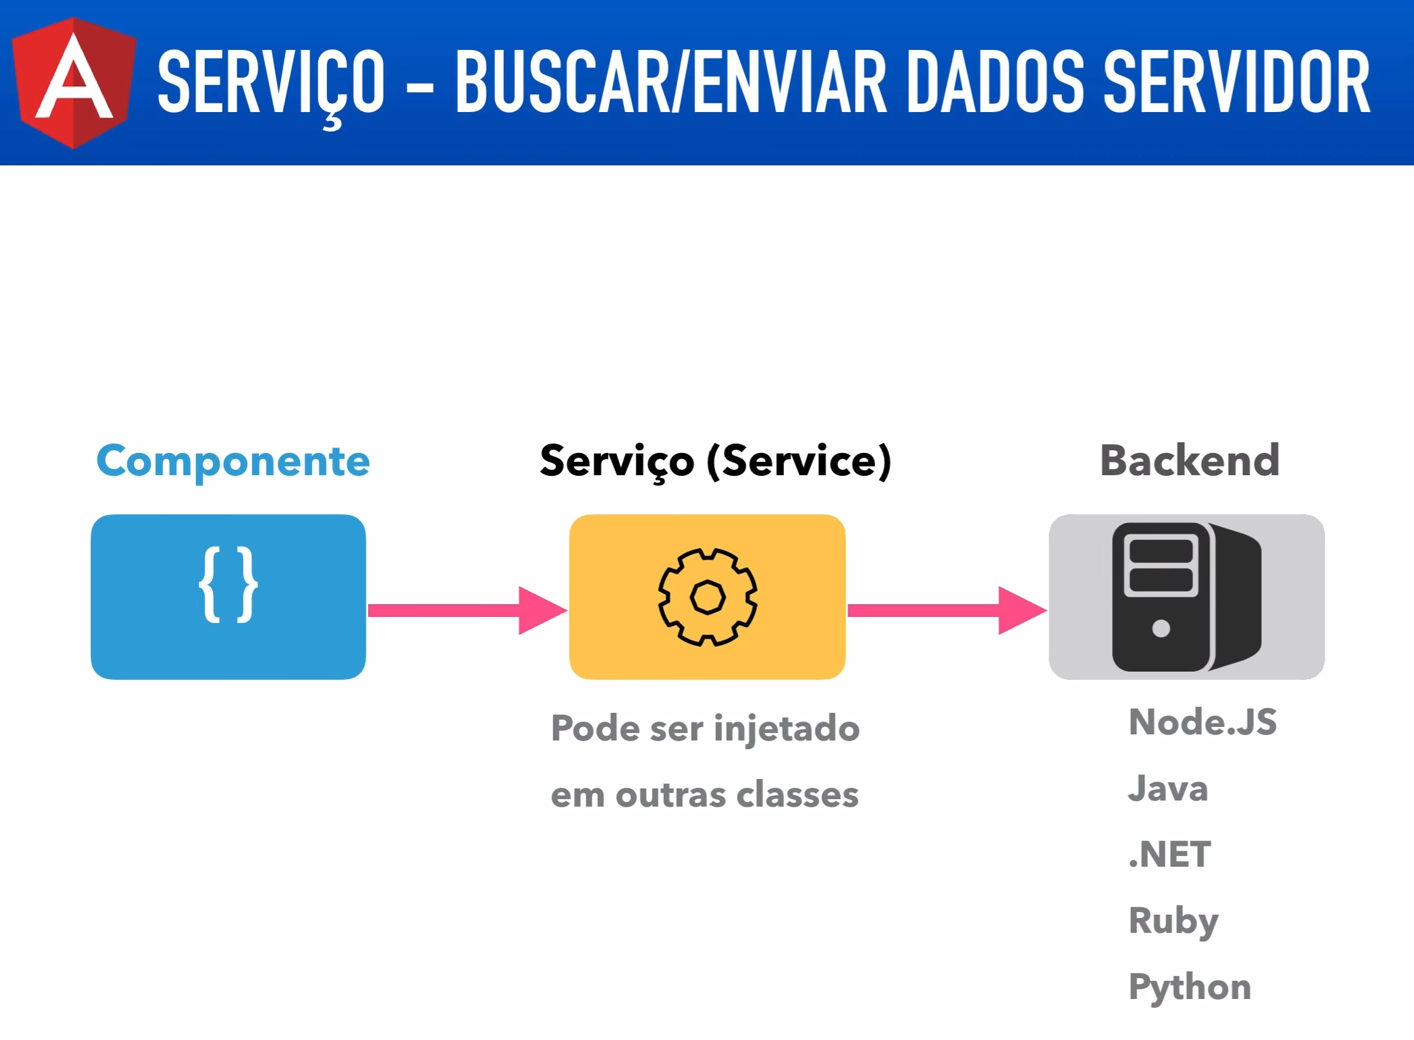 SERVIÇO - BUSCAR/ENVIAR DADOS SERVIDOR
Componente
Serviço (Service)
Backend
{ }
Pode ser injetado
em outras classes
Node.JS
Java
.NET
Ruby
Python